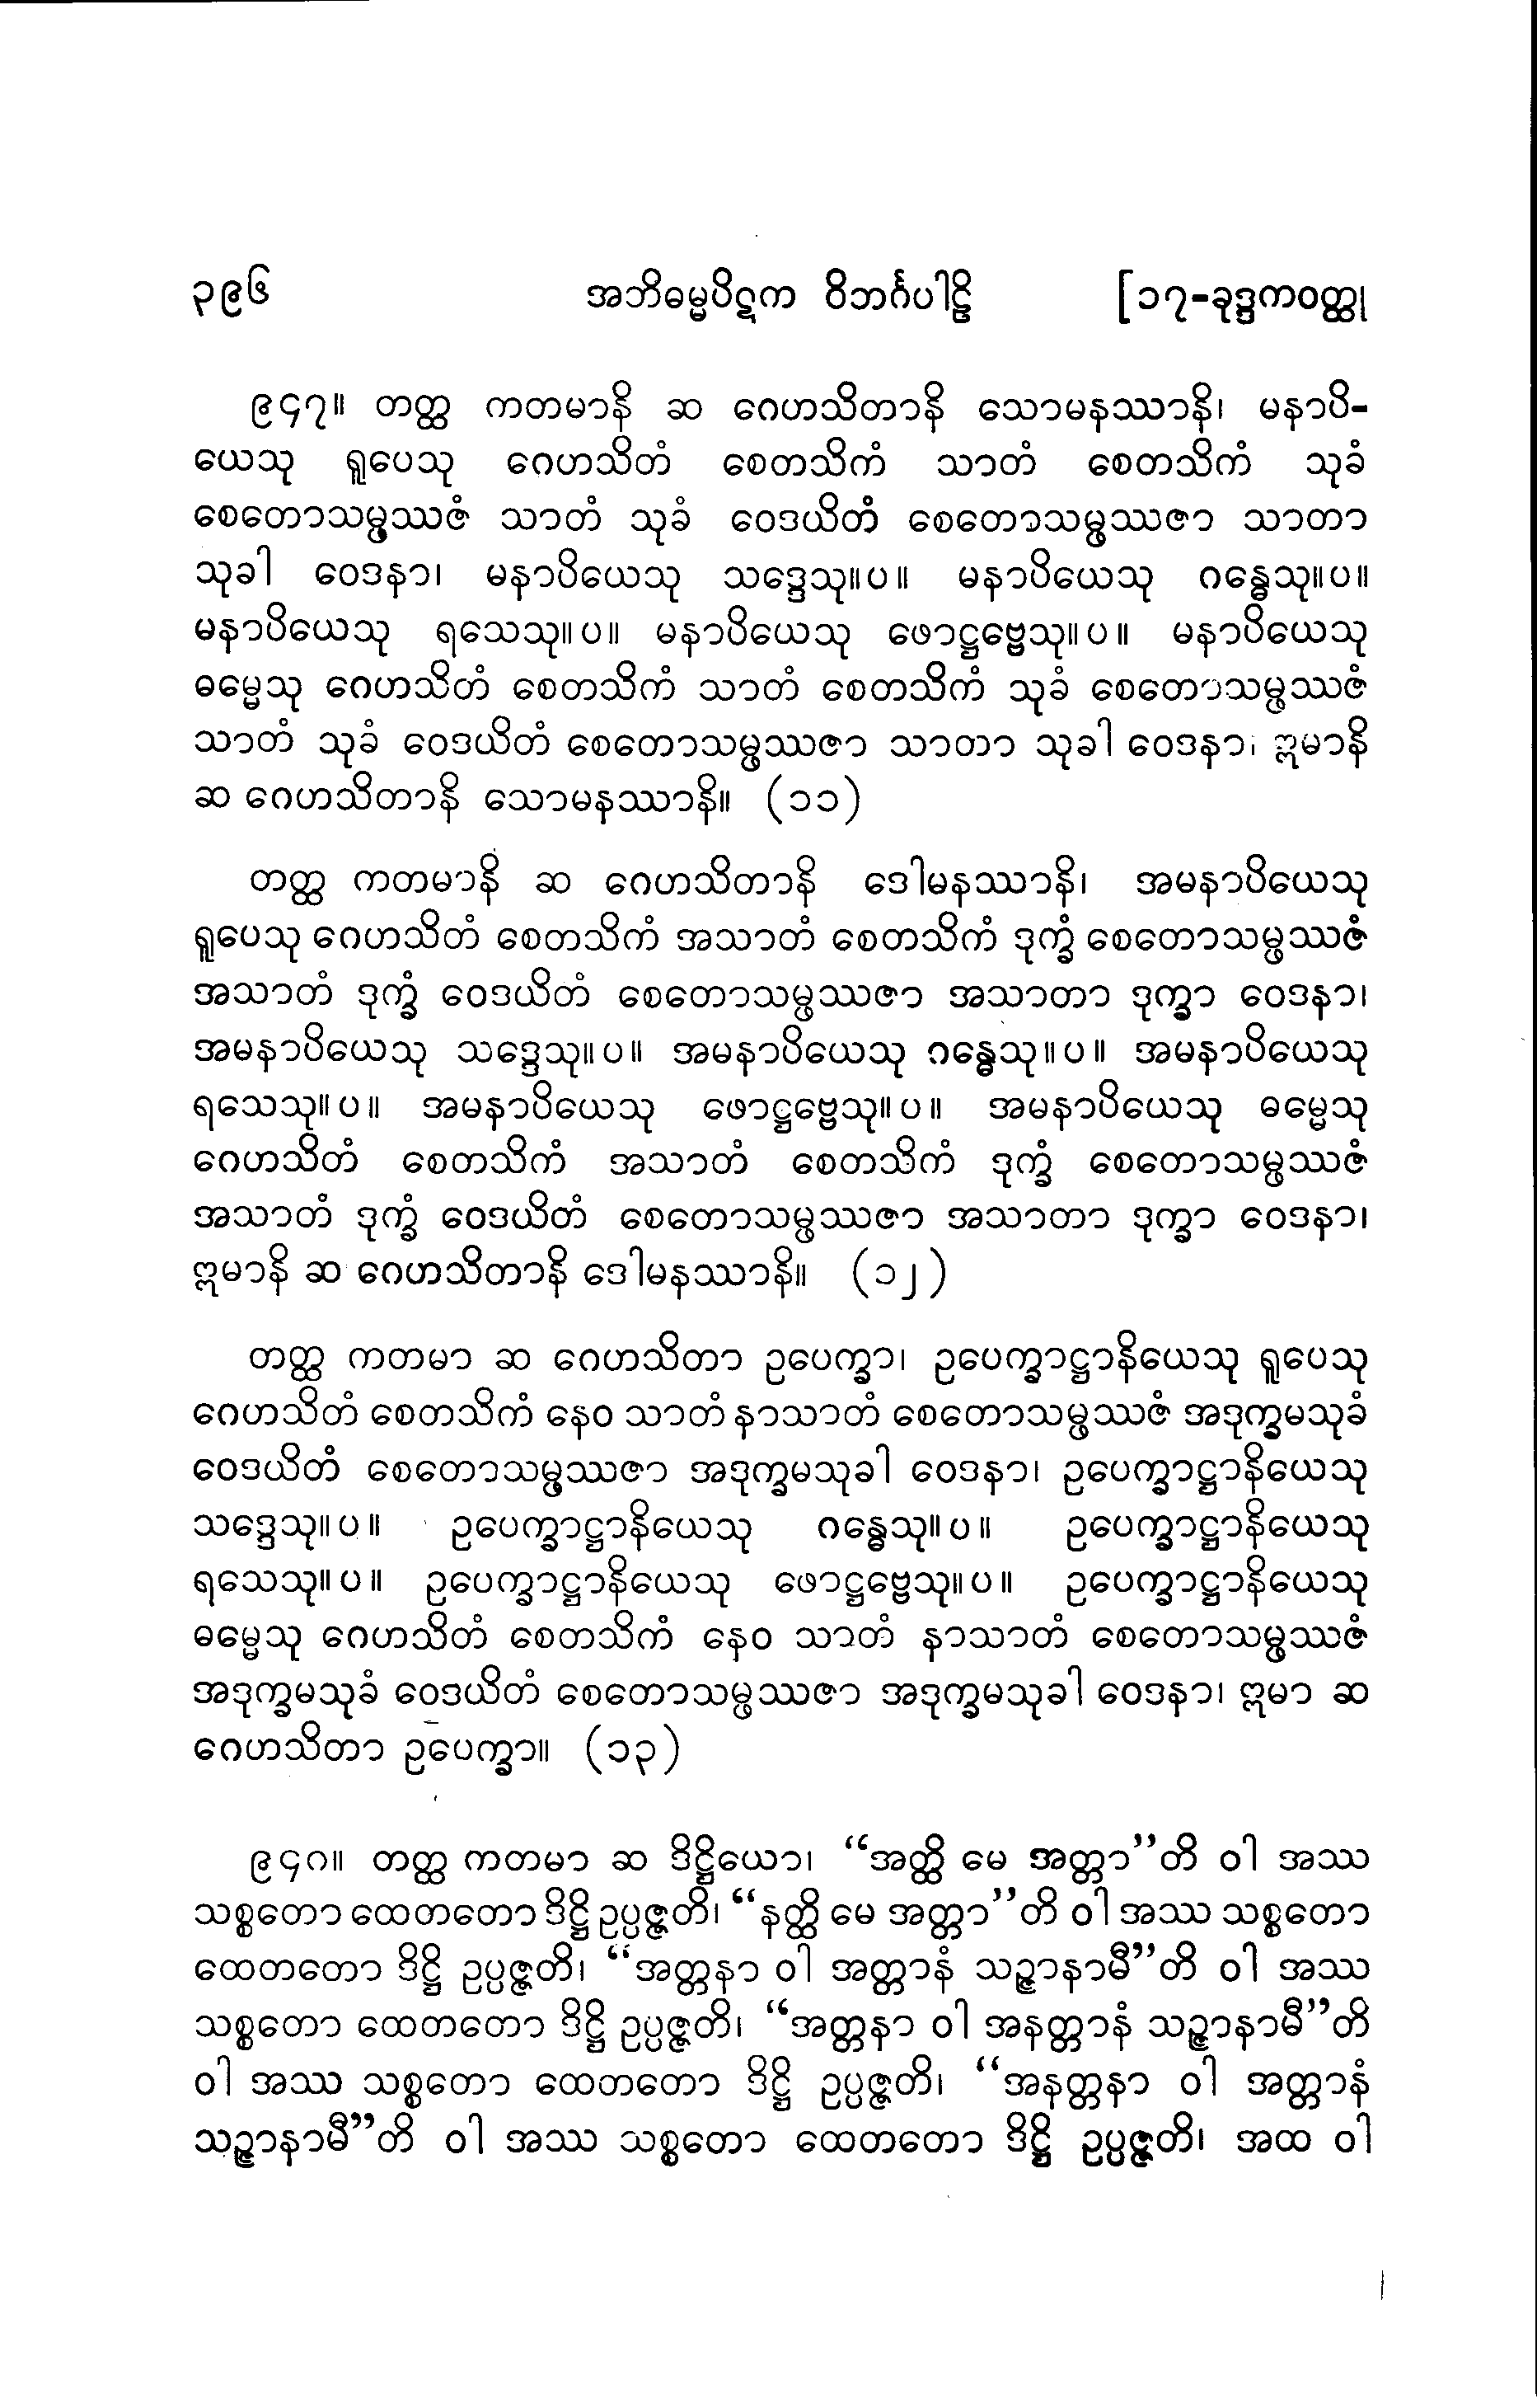 ၃၉၆ အဘိဓမ္မပိဋက ဝိဘင်္ဂပါဠိ [၁၇-ခုဒ္ဒကဝတ္ထု
၉၄၇။ တတ္ထ ကတမာနိ ဆ ဂေဟသိတာနိ သောမနဿာနိ၊ မနာပိ-
ယေသု ရူပေသု ဂေဟသိတံ စေတသိကံ သာတံ စေတသိကံ သုခံ
စေတောသမ္ဖဿဇံ သာတံ သုခံ ဝေဒယိတံ စေတောသမ္ဖဿဇာ သာတာ
သုခါ ဝေဒနာ၊ မနာပိယေသု သဒ္ဒေသု။ပ။ မနာပိယေသု ဂန္ဓေသု။ပ။
မနာပိယေသု ရသေသု။ပ။ မနာပိယေသု ဖောဋ္ဌဗ္ဗေသု။ပ။ မနာပိယေသု
ဓမ္မေသု ဂေဟသိတံ စေတသိကံ သာတံ စေတသိကံ သုခံ စေတောသမ္ဖဿဇံ
သာတံ သုခံ ဝေဒယိတံ စေတောသမ္ဖဿဇာ သာတာ သုခါ ဝေဒနာ၊ ဣမာနိ
ဆ ဂေဟသိတာနိ သောမနဿာနိ။ (၁၁)
တတ္ထ ကတမာနိ ဆ ဂေဟသိတာနိ ဒေါမနဿာနိ၊ အမနာပိယေသု
ရူပေသု ဂေဟသိတံ စေတသိကံ အသာတံ စေတသိကံ ဒုက္ခံ စေတောသမ္ဖဿဇံ
အသာတံ ဒုက္ခံ ဝေဒယိတံ စေတောသမ္ဖဿဇာ အသာတာ ဒုက္ခာ ဝေဒနာ၊
အမနာပိယေသု သဒ္ဒေသု။ပ။ အမနာပိယေသု ဂန္ဓေသု။ပ။ အမနာပိယေသု
ရသေသု။ပ။ အမနာပိယေသု ဖောဋ္ဌဗ္ဗေသု။ပ။ အမနာပိယေသု ဓမ္မေသု
ဂေဟသိတံ စေတသိကံ အသာတံ စေတသိကံ ဒုက္ခံ စေတောသမ္ဖဿဇံ
အသာတံ ဒုက္ခံ ဝေဒယိတံ စေတောသမ္ဖဿဇာ အသာတာ ဒုက္ခာ ဝေဒနာ၊
ဣမာနိ ဆ ဂေဟသိတာနိ ဒေါမနဿာနိ။ (၁၂)
တတ္ထ ကတမာ ဆ ဂေဟသိတာ ဥပေက္ခာ၊ ဥပေက္ခာဋ္ဌာနိယေသု ရူပေသု
ဂေဟသိတံ စေတသိကံ နေဝ သာတံ နာသာတံ စေတောသမ္ဖဿဇံ အဒုက္ခမသုခံ
ဝေဒယိတံ စေတောသမ္ဖဿဇာ အဒုက္ခမသုခါ ဝေဒနာ၊ ဥပေက္ခာဋ္ဌာနိယေသု
သဒ္ဒေသု။ပ။ ဥပေက္ခာဋ္ဌာနိယေသု ဂန္ဓေသု။ပ။ ဥပေက္ခာဋ္ဌာနိယေသု
ရသေသု။ပ။ ဥပေက္ခာဋ္ဌာနိယေသု ဖောဋ္ဌဗ္ဗေသု။ပ။ ဥပေက္ခာဋ္ဌာနိယေသု
ဓမ္မေသု ဂေဟသိတံ စေတသိကံ နေဝ သာတံ နာသာတံ စေတောသမ္ဖဿဇံ
အဒုက္ခမသုခံ ဝေဒယိတံ စေတောသမ္ဖဿဇာ အဒုက္ခမသုခါ ဝေဒနာ၊ ဣမာ ဆ
ဂေဟသိတာ ဥပေက္ခာ။ (၁၃)
၉၄၈။ တတ္ထ ကတမာ ဆ ဒိဋ္ဌိယော၊ “အတ္ထိ မေ အတ္တာ”တိ ဝါ အဿ
သစ္စတော ထေတတော ဒိဋ္ဌိ ဥပ္ပဇ္ဇတိ၊ “နတ္ထိ မေ အတ္တာ”တိ ဝါ အဿ သစ္စတော
ထေတတော ဒိဋ္ဌိ ဥပ္ပဇ္ဇတိ၊ “အတ္တနာ ဝါ အတ္တာနံ သဉ္ဇာနာမီ”တိ ဝါ အဿ
သစ္စတော ထေတတော ဒိဋ္ဌိ ဥပ္ပဇ္ဇတိ၊ “အတ္တနာ ဝါ အနတ္တာနံ သဉ္ဇာနာမီ”တိ
ဝါ အဿ သစ္စတော ထေတတော ဒိဋ္ဌိ ဥပ္ပဇ္ဇတိ၊ “အနတ္တနာ ဝါ အတ္တာနံ
သဉ္ဇာနာမီ”တိ ဝါ အဿ သစ္စတော ထေတတော ဒိဋ္ဌိ ဥပ္ပဇ္ဇတိ၊ အထ ဝါ